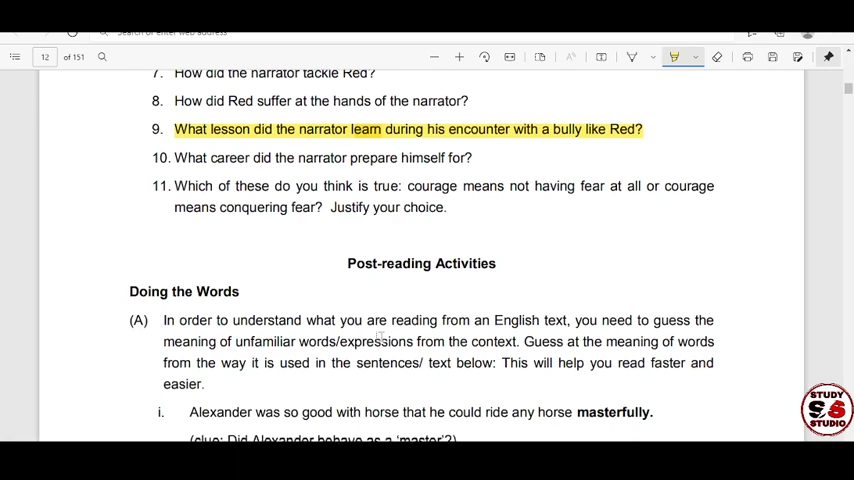 Search or enter web address
12 of 151
7. How did the narrator tackle Red?
8. How did Red suffer at the hands of the narrator?
9. What lesson did the narrator learn during his encounter with a bully like Red?
10. What career did the narrator prepare himself for?
11. Which of these do you think is true: courage means not having fear at all or courage
means conquering fear? Justify your choice.
Post-reading Activities
Doing the Words
(A) In order to understand what you are reading from an English text, you need to guess the
meaning of unfamiliar words/expressions from the context. Guess at the meaning of words
from the way it is used in the sentences/ text below: This will help you read faster and
easier.
i. Alexander was so good with horse that he could ride any horse masterfully.
(clue: Did Alexander behave as a 'master'?)
STUDY
SS
STUDIO